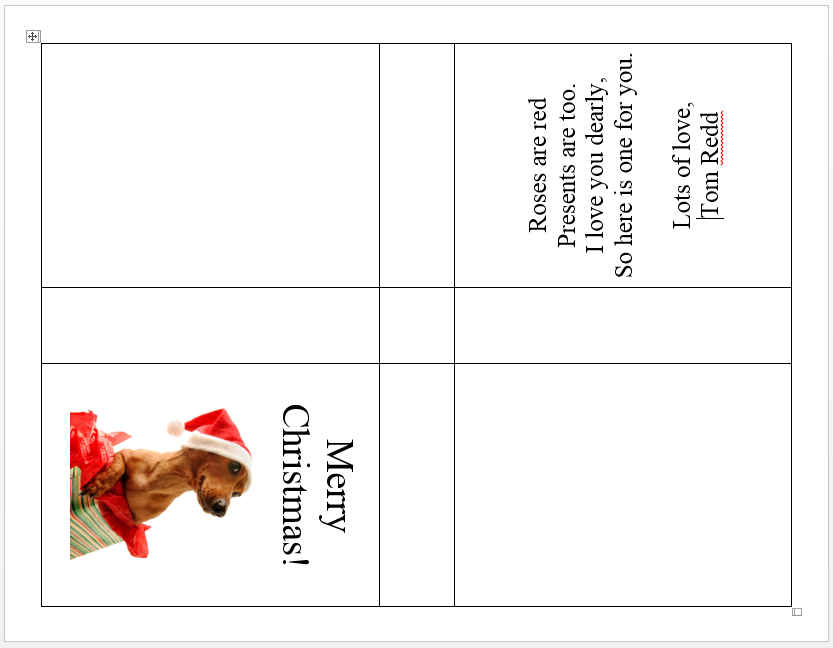 Roses are red
Presents are too.
I love you dearly,
So here is one for you.
Lots of love,
Tom Redd
Merry
Christmas!